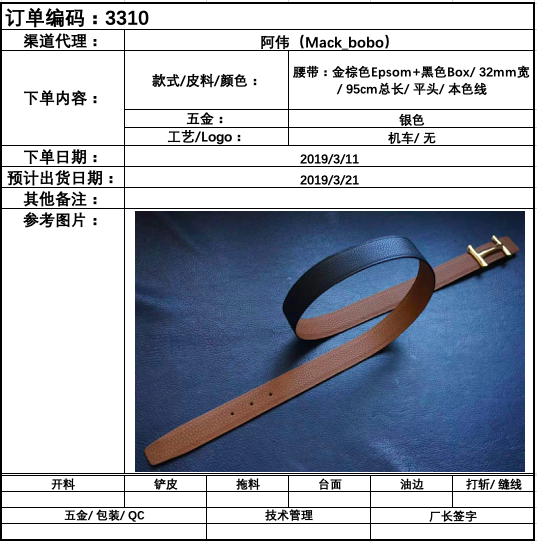 订单编码：3310
渠道代理： 阿伟（Mack_bobo）
下单内容： 款式/皮料/颜色： 腰带：金棕色Epsom+黑色Box/ 32mm宽
/ 95cm总长/ 平头/ 本色线
五金： 银色
工艺/Logo： 机车/ 无
下单日期： 2019/3/11
预计出货日期： 2019/3/21
其他备注：
参考图片：
开料 铲皮 拖料 台面 油边 打斩/ 缝线
五金/ 包装/ QC 技术管理 厂长签字